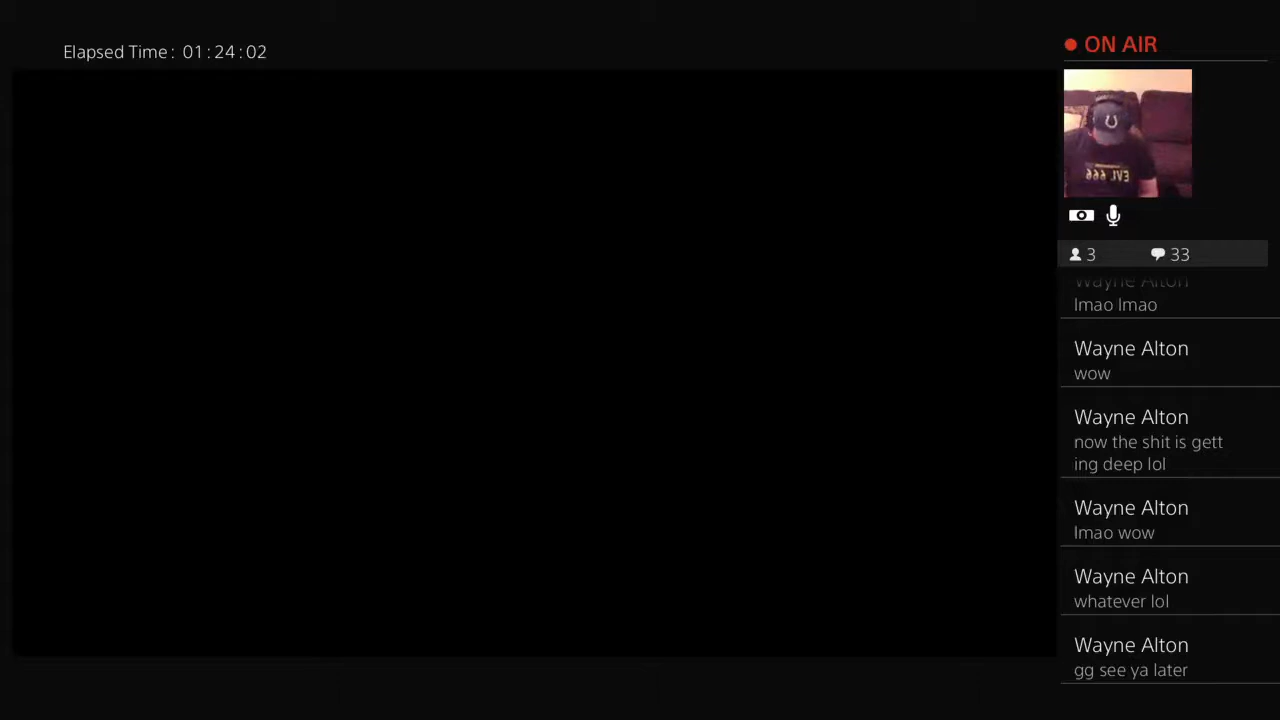 Elapsed Time: 01:24:02
ON AIR
3
33
Wayne Alton
lmao lmao
Wayne Alton
wow
Wayne Alton
now the shit is gett
ing deep lol
Wayne Alton
lmao wow
Wayne Alton
whatever lol
Wayne Alton
gg see ya later